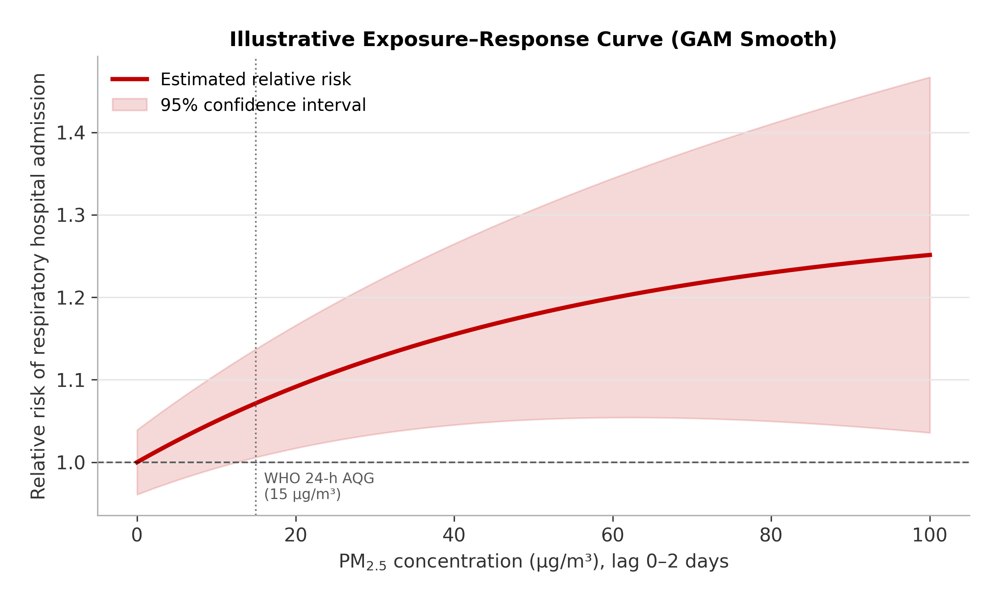 Illustrative Exposure–Response Curve (GAM Smooth)
Estimated relative risk
95% confidence interval
Relative risk of respiratory hospital admission
1.4
1.3
1.2
1.1
1.0
WHO 24-h AQG
(15 µg/m³)
0 20 40 60 80 100
PM₂.₅ concentration (µg/m³), lag 0–2 days